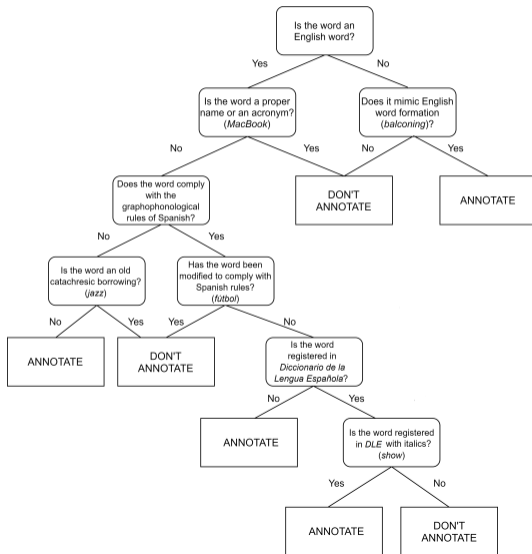 Is the word an
English word?
Yes
No
Is the word a proper
name or an acronym?
(MacBook)
Does it mimic English
word formation
(balconing)?
No
Yes
No
Yes
Does the word comply
with the
graphophonological
rules of Spanish?
DON'T
ANNOTATE
ANNOTATE
No
Yes
Is the word an old
catachresic borrowing?
(jazz)
Has the word been
modified to comply with
Spanish rules?
(fútbol)
No
Yes
Yes
No
ANNOTATE
DON'T
ANNOTATE
Is the word
registered in
Diccionario de la
Lengua Española?
No
Yes
ANNOTATE
Is the word registered
in DLE with italics?
(show)
Yes
No
ANNOTATE
DON'T
ANNOTATE